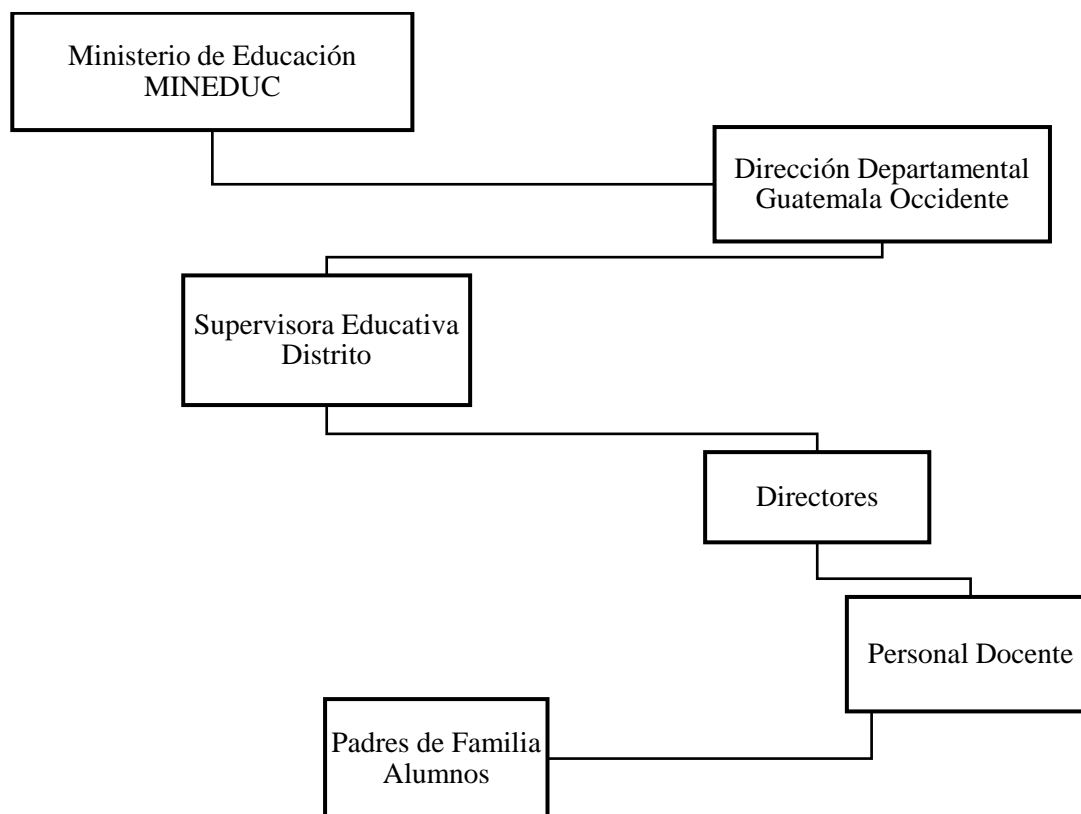 Ministerio de Educación
MINEDUC
Dirección Departamental
Guatemala Occidente
Supervisora Educativa
Distrito
Directores
Personal Docente
Padres de Familia
Alumnos